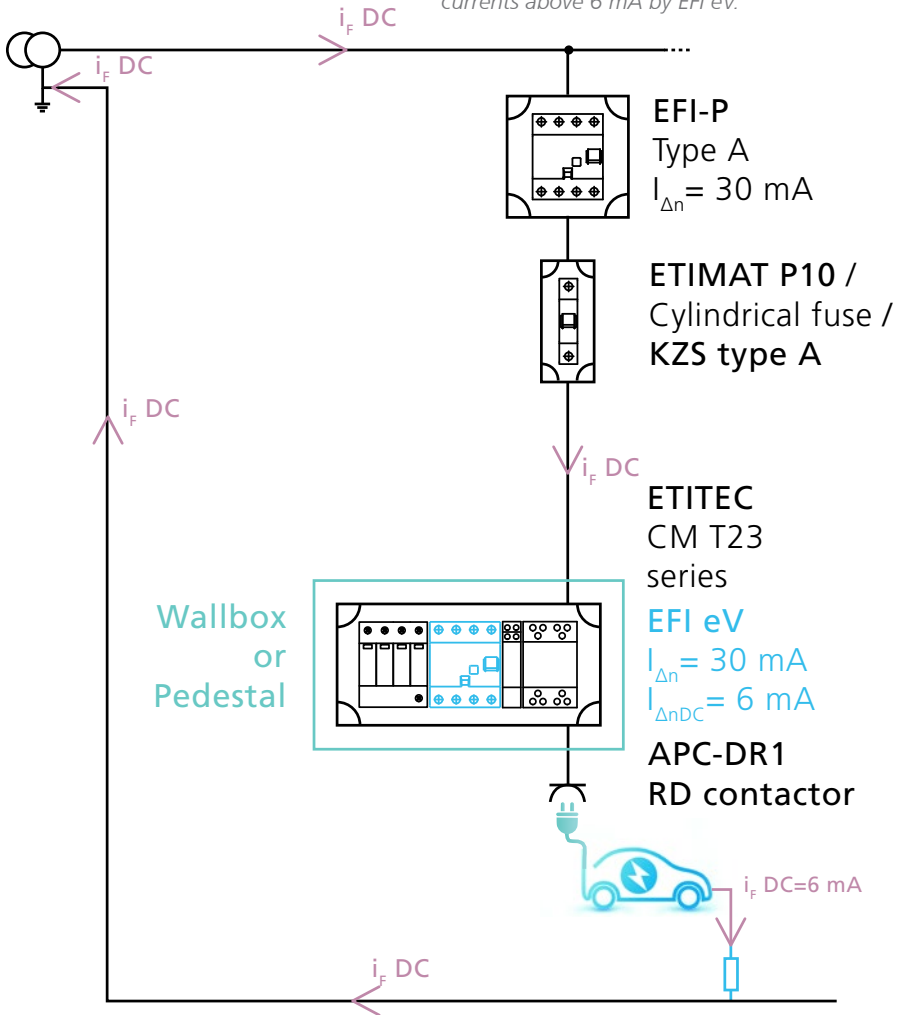 currents above 6 mA by EFI eV.
iF DC
iF DC
EFI-P
Type A
IΔn= 30 mA
ETIMAT P10 /
Cylindrical fuse /
KZS type A
iF DC
iF DC
ETITEC
CM T23
series
Wallbox
or
Pedestal
EFI eV
IΔn= 30 mA
IΔnDC= 6 mA
APC-DR1
RD contactor
iF DC=6 mA
iF DC